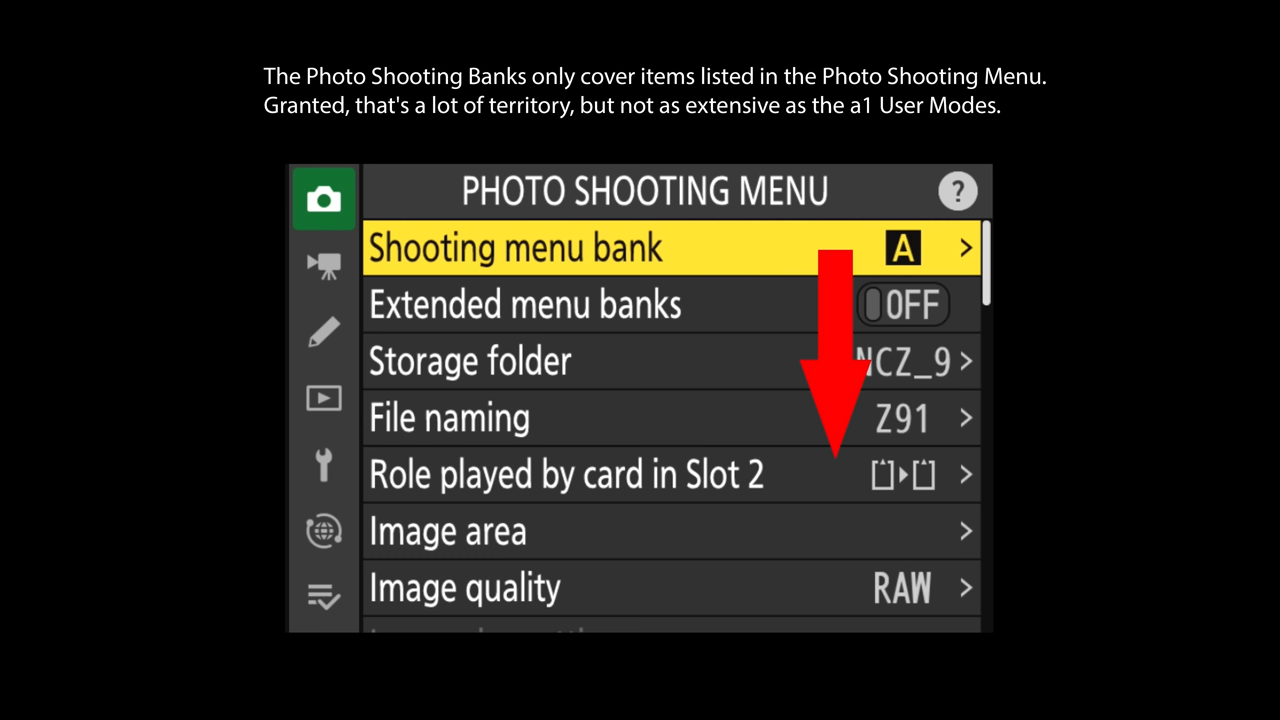 The Photo Shooting Banks only cover items listed in the Photo Shooting Menu.
Granted, that's a lot of territory, but not as extensive as the a1 User Modes.
PHOTO SHOOTING MENU ?
Shooting menu bank A >
Extended menu banks OFF
Storage folder NCZ_9 >
File naming Z91 >
Role played by card in Slot 2 >
Image area >
Image quality RAW >